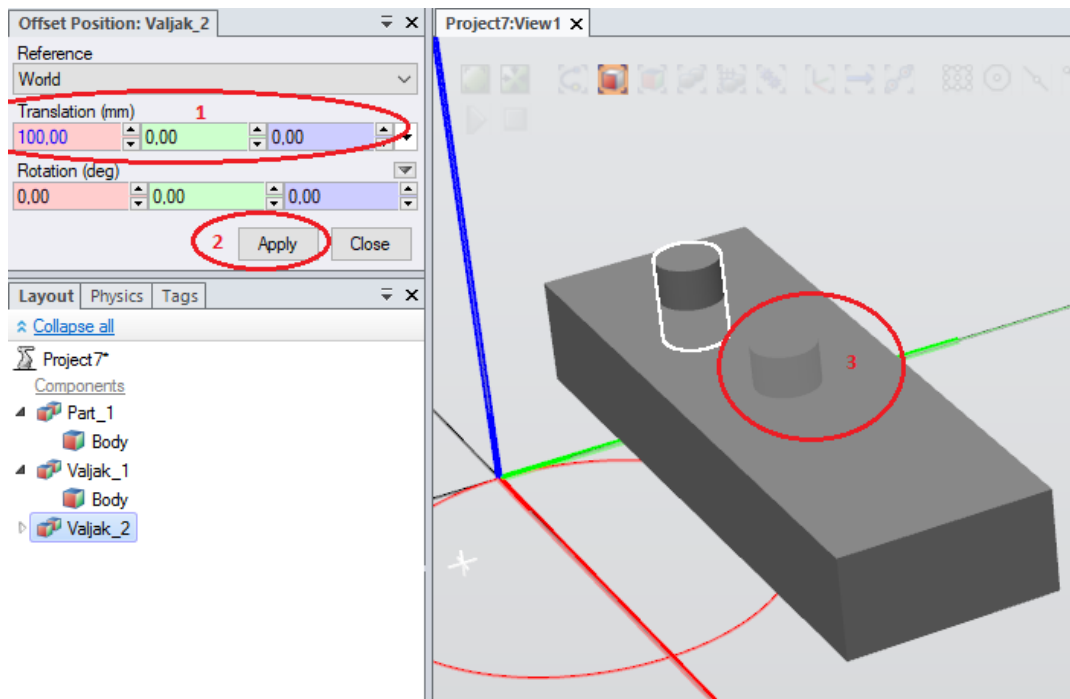 Offset Position: Valjak_2
Reference
World
Translation (mm)
1
100,00 0,00 0,00
Rotation (deg)
0,00 0,00 0,00
2
Apply Close
Layout Physics Tags
Collapse all
Project7*
Components
Part_1
Body
Valjak_1
Body
Valjak_2
Project7:View1
3